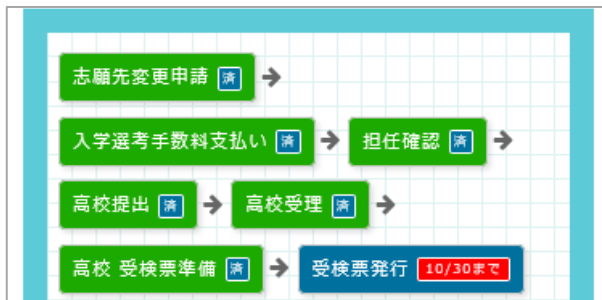 志願先変更申請 済 ➔
入学選考手数料支払い 済 ➔ 担任確認 済 ➔
高校提出 済 ➔ 高校受理 済 ➔
高校 受検票準備 済 ➔ 受検票発行 10/30まで